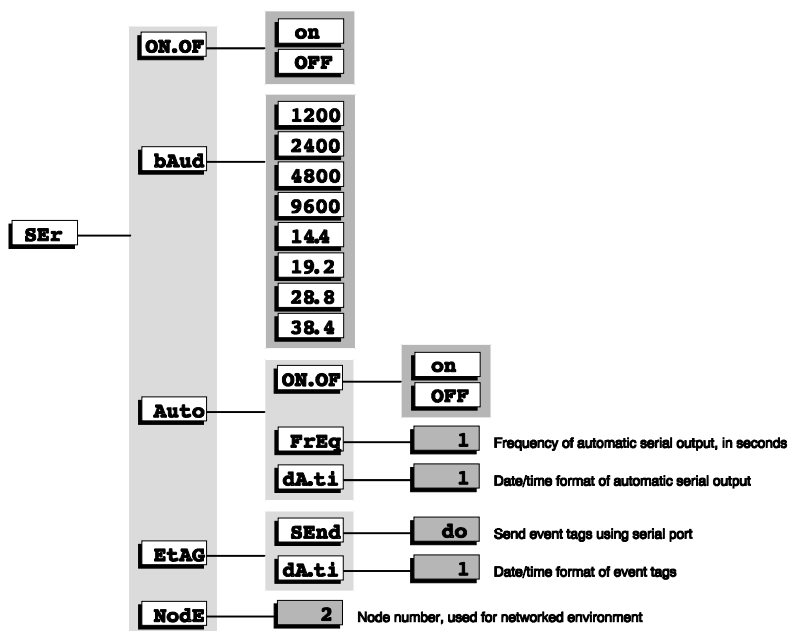 SEr
ON.OF
on
OFF
bAud
1200
2400
4800
9600
14.4
19.2
28.8
38.4
Auto
ON.OF
on
OFF
FrEq
1
Frequency of automatic serial output, in seconds
dA.ti
1
Date/time format of automatic serial output
EtAG
SEnd
do
Send event tags using serial port
dA.ti
1
Date/time format of event tags
NodE
2
Node number, used for networked environment